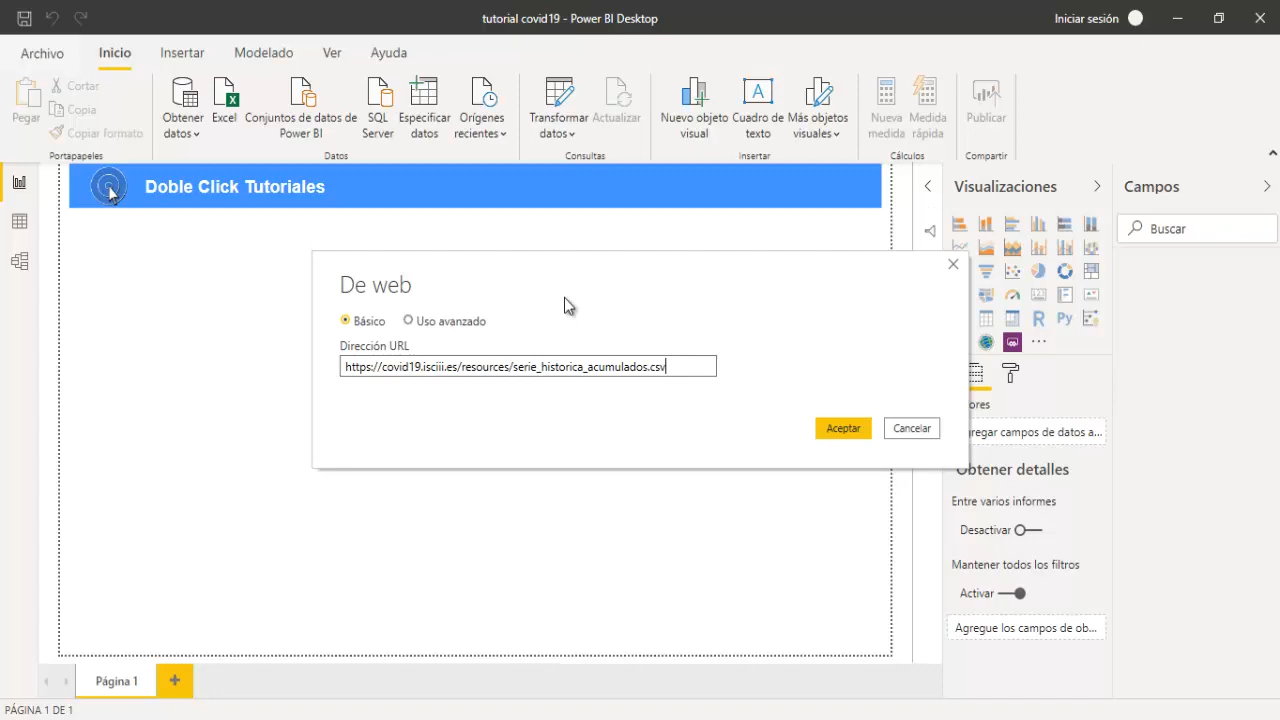 tutorial covid19 - Power BI Desktop
Iniciar sesión
Archivo Inicio Insertar Modelado Ver Ayuda
Pegar
Cortar
Copia
Copiar formato
Portapapeles
Obtener datos
Excel
Conjuntos de datos de Power BI
SQL Server
Especificar datos
Orígenes recientes
Datos
Transformar datos
Actualizar
Consultas
Nuevo objeto visual
Cuadro de texto
Más objetos visuales
Insertar
Nueva medida
Medida rápida
Cálculos
Publicar
Compartir
Doble Click Tutoriales
De web
Básico
Uso avanzado
Dirección URL
https://covid19.isciii.es/resources/serie_historica_acumulados.csv
Aceptar
Cancelar
Visualizaciones
R
Py
ores
regar campos de datos a...
Obtener detalles
Entre varios informes
Desactivar
Mantener todos los filtros
Activar
Agregue los campos de ob...
Campos
Buscar
Página 1
PÁGINA 1 DE 1